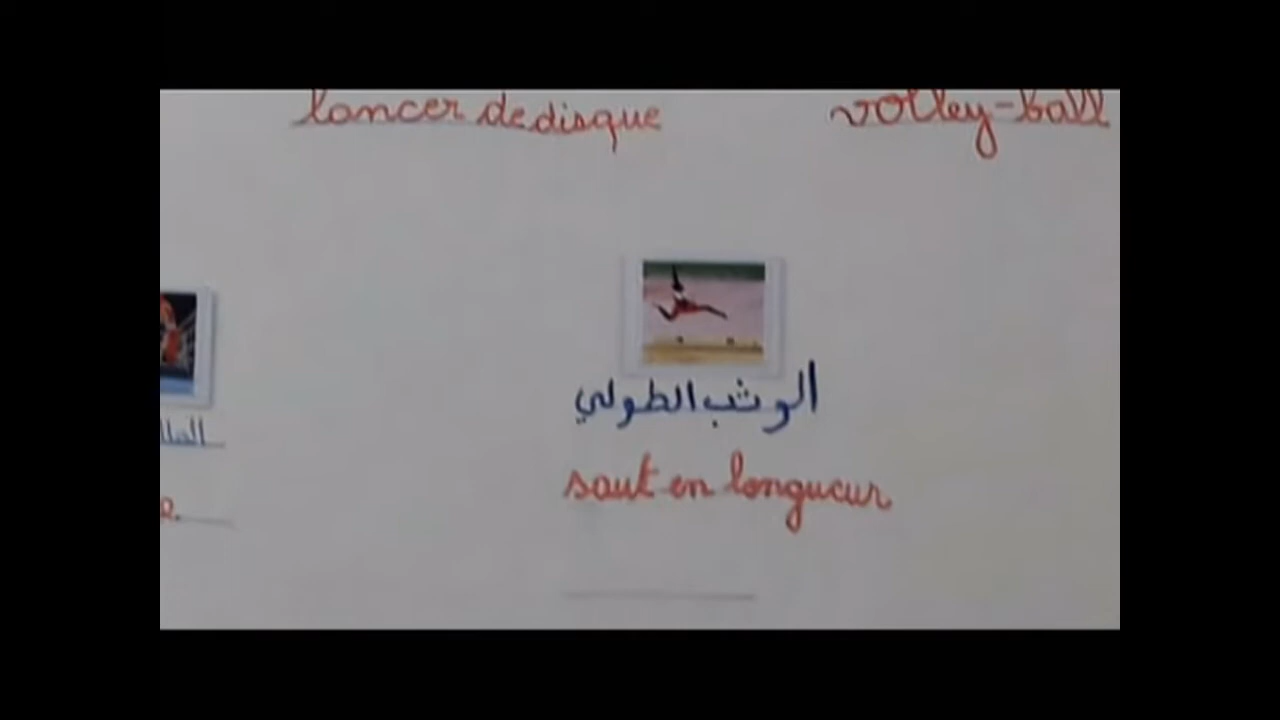 lancer de disque
volley-ball
الوثب الطولي
saut en longueur